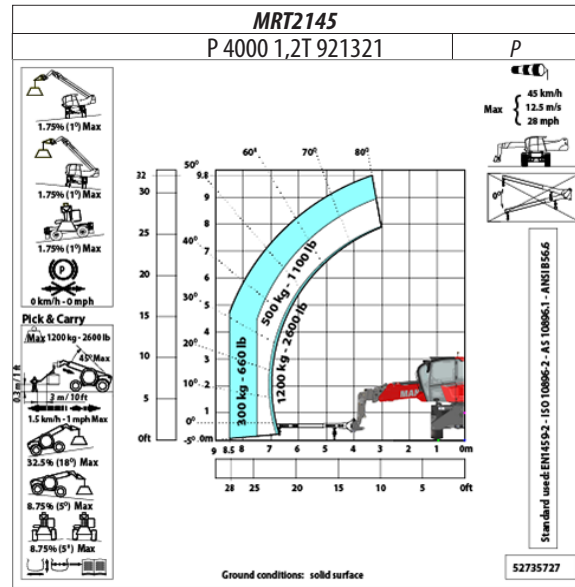 MRT2145
P 4000 1,2T 921321
P
1.75% (1°) Max
1.75% (1°) Max
1.75% (1°) Max
P
0 km/h - 0 mph
Pick & Carry
Max 1200 kg - 2600 lb
45° Max
0.3 m / 1 ft
3 m / 10 ft
1.5 km/h - 1 mph Max
32.5% (18°) Max
8.75% (5°) Max
8.75% (5°) Max
45 km/h
Max
12.5 m/s
28 mph
0°
50°
60°
70°
80°
40°
30°
20°
10°
0°
-5°
32
30
25
20
15
10
5
0ft
9.8
9
8
7
6
5
4
3
2
1
0m
300 kg - 660 lb
500 kg - 1100 lb
1200 kg - 2600 lb
MAN
9 8.5 8 7 6 5 4 3 2 1 0m
28 25 20 15 10 5 0ft
Standard used: EN1459-2 - ISO 10896-2 - AS 10896.1 - ANSI B56.6
Ground conditions: solid surface
52735727